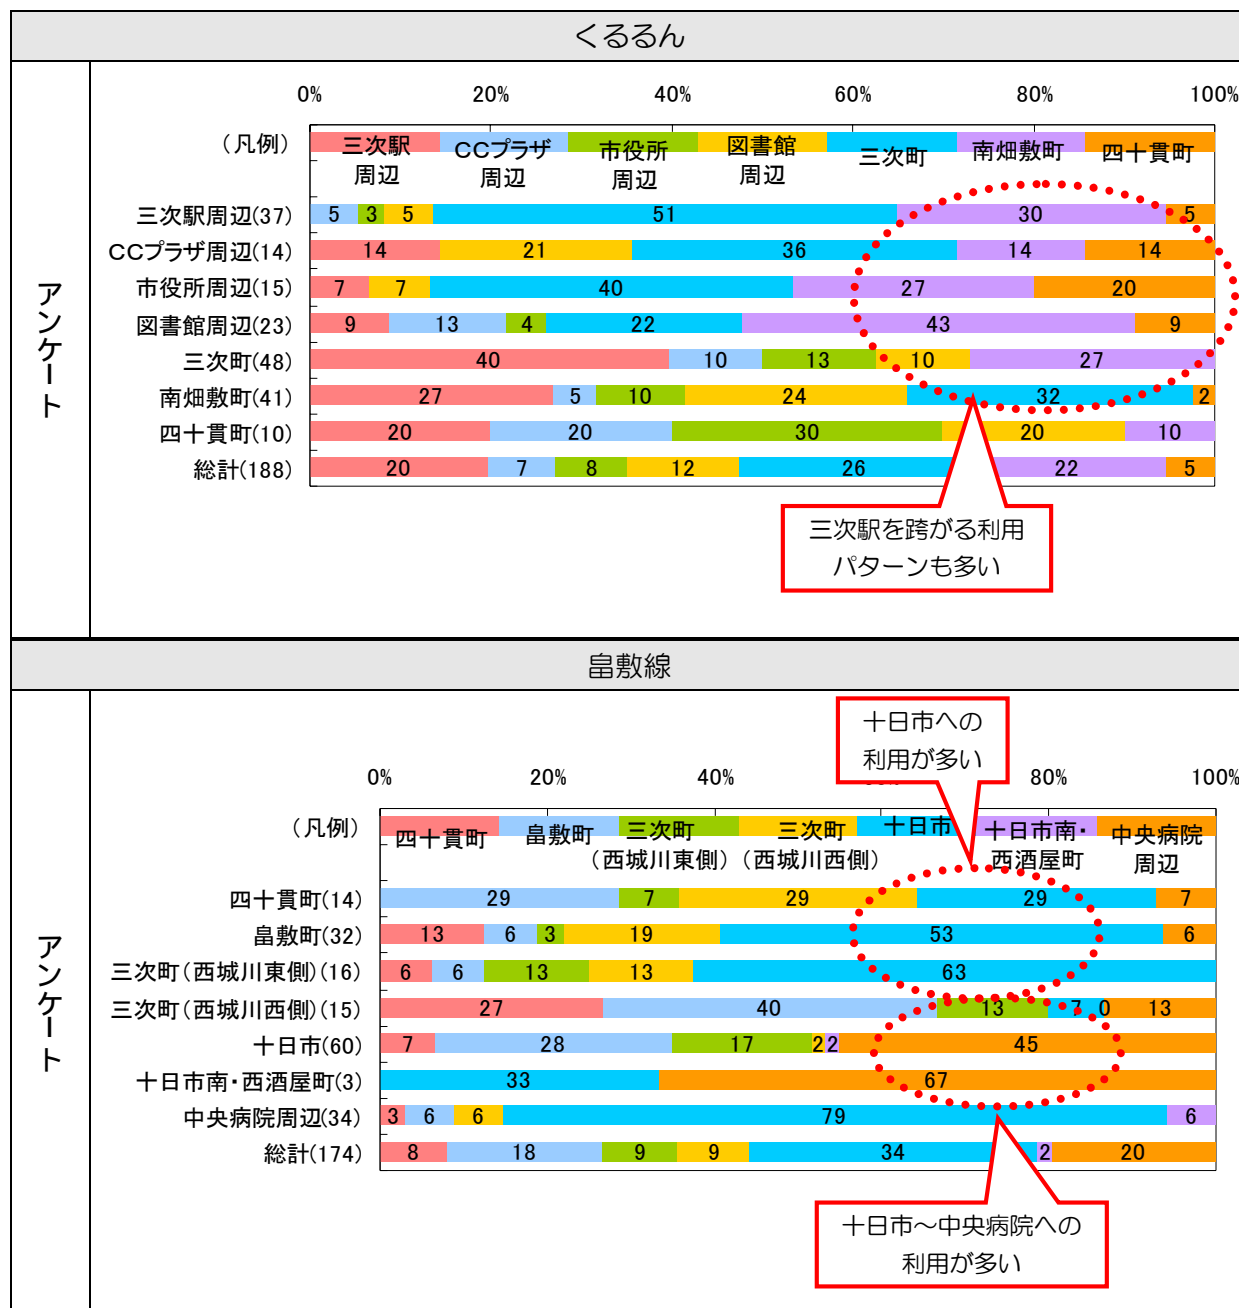 くるるん
アンケート
0% 20% 40% 60% 80% 100%
(凡例) 三次駅周辺 CCプラザ周辺 市役所周辺 図書館周辺 三次町 南畑敷町 四十貫町
三次駅周辺(37) 5 3 5 51 30 5
CCプラザ周辺(14) 14 21 36 14 14
市役所周辺(15) 7 7 40 27 20
図書館周辺(23) 9 13 4 22 43 9
三次町(48) 40 10 13 10 27
南畑敷町(41) 27 5 10 24 32 2
四十貫町(10) 20 20 30 20 10
総計(188) 20 7 8 12 26 22 5
三次駅を跨がる利用
パターンも多い
畠敷線
アンケート
十日市への
利用が多い
0% 20% 40% 80% 100%
(凡例) 四十貫町 畠敷町 三次町(西城川東側) 三次町(西城川西側) 十日市 十日市南・西酒屋町 中央病院周辺
四十貫町(14) 29 7 29 29 7
畠敷町(32) 13 6 3 19 53 6
三次町(西城川東側)(16) 6 6 13 13 63
三次町(西城川西側)(15) 27 40 13 7 0 13
十日市(60) 7 28 17 2 2 45
十日市南・西酒屋町(3) 33 67
中央病院周辺(34) 3 6 6 79 6
総計(174) 8 18 9 9 34 2 20
十日市～中央病院への
利用が多い